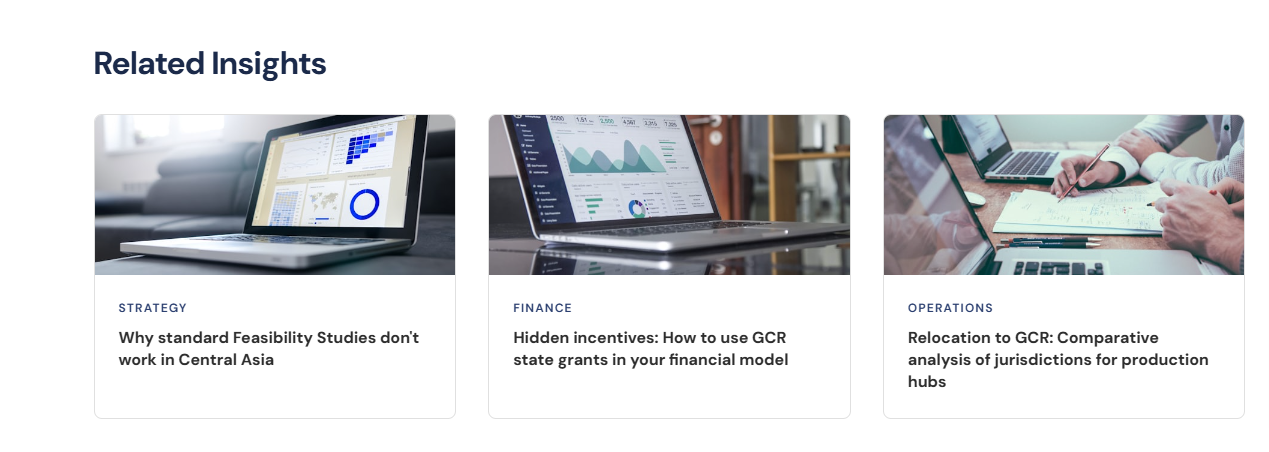 Related Insights
STRATEGY
Why standard Feasibility Studies don't
work in Central Asia
FINANCE
Hidden incentives: How to use GCR
state grants in your financial model
OPERATIONS
Relocation to GCR: Comparative
analysis of jurisdictions for production
hubs